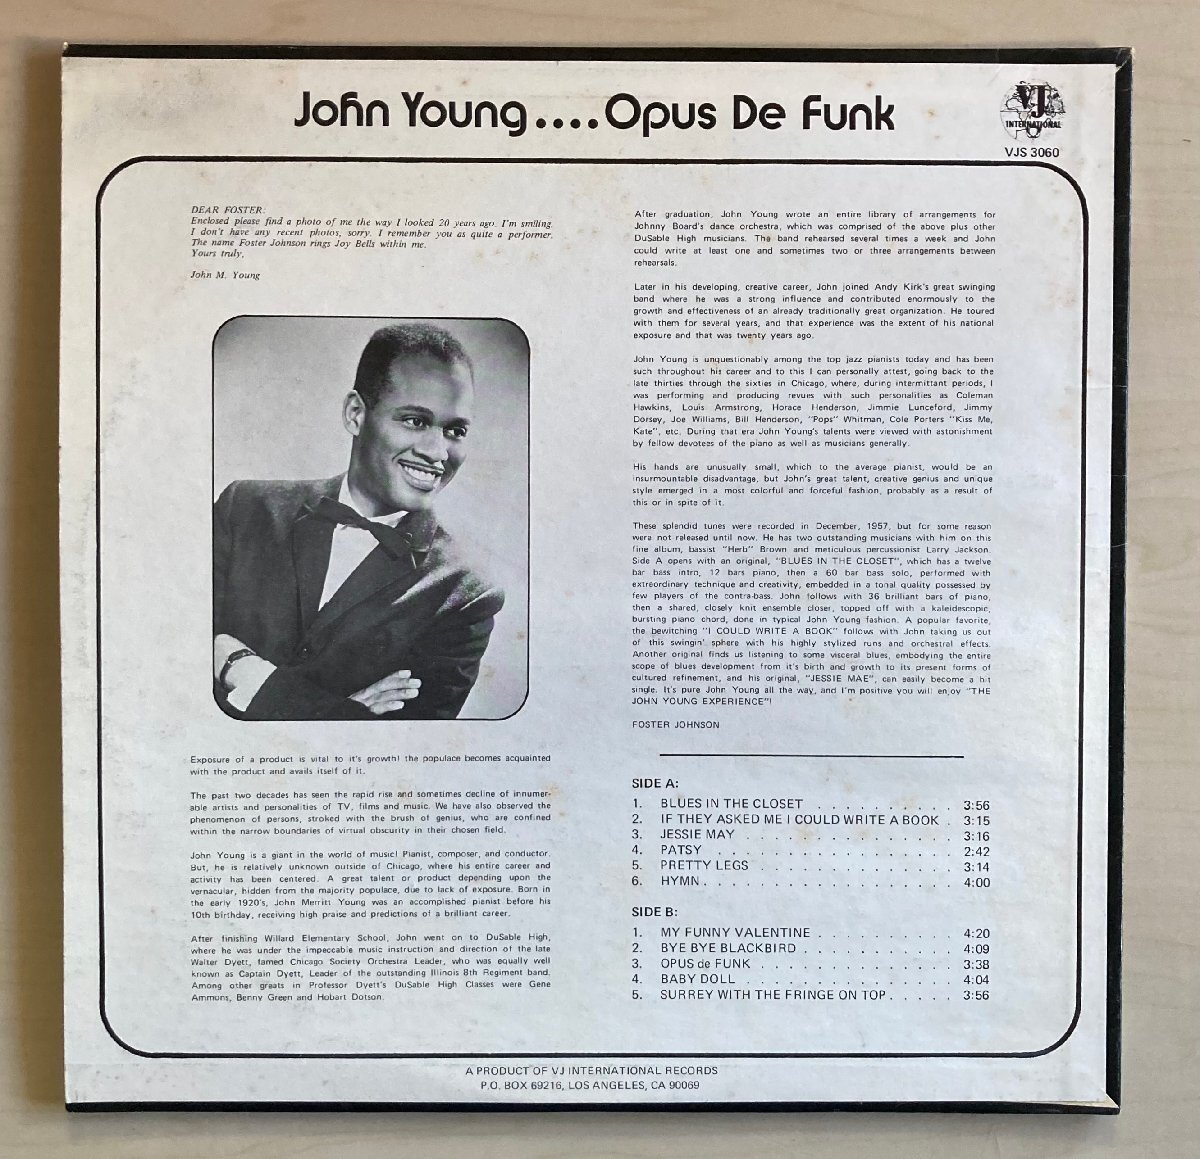 John Young....Opus De Funk
VJ
INTERNATIONAL
VJS 3060
DEAR FOSTER:
Enclosed please find a photo of me the way I looked 20 years ago. I'm smiling.
I don't have any recent photos, sorry. I remember you as quite a performer.
The name Foster Johnson rings Joy Bells within me.
Yours truly,
John M. Young
Exposure of a product is vital to it's growth! the populace becomes acquainted
with the product and avails itself of it.
The past two decades has seen the rapid rise and sometimes decline of innumer-
able artists and personalities of TV, films and music. We have also observed the
phenomenon of persons, stroked with the brush of genius, who are confined
within the narrow boundaries of virtual obscurity in their chosen field.
John Young is a giant in the world of music! Pianist, composer, and conductor.
But, he is relatively unknown outside of Chicago, where his entire career and
activity has been centered. A great talent or product depending upon the
vernacular, hidden from the majority populace, due to lack of exposure. Born in
the early 1920's, John Merritt Young was an accomplished pianist before his
10th birthday, receiving high praise and predictions of a brilliant career.
After finishing Willard Elementary School, John went on to DuSable High,
where he was under the impeccable music instruction and direction of the late
Walter Dyett, famed Chicago Society Orchestra Leader, who was equally well
known as Captain Dyett, Leader of the outstanding Illinois 8th Regiment band.
Among other greats in Professor Dyett's DuSable High Classes were Gene
Ammons, Benny Green and Hobart Dotson.
After graduation, John Young wrote an entire library of arrangements for
Johnny Board's dance orchestra, which was comprised of the above plus other
DuSable High musicians. The band rehearsed several times a week and John
could write at least one and sometimes two or three arrangements between
rehearsals.
Later in his developing, creative career, John joined Andy Kirk's great swinging
band where he was a strong influence and contributed enormously to the
growth and effectiveness of an already traditionally great organization. He toured
with them for several years, and that experience was the extent of his national
exposure and that was twenty years ago.
John Young is unquestionably among the top jazz pianists today and has been
such throughout his career and to this I can personally attest, going back to the
late thirties through the sixties in Chicago, where, during intermittant periods, I
was performing and producing revues with such personalities as Coleman
Hawkins, Louis Armstrong, Horace Henderson, Jimmie Lunceford, Jimmy
Dorsey, Joe Williams, Bill Henderson, "Pops" Whitman, Cole Porters "Kiss Me,
Kate", etc. During that era John Young's talents were viewed with astonishment
by fellow devotees of the piano as well as musicians generally.
His hands are unusually small, which to the average pianist, would be an
insurmountable disadvantage, but John's great talent, creative genius and unique
style emerged in a most colorful and forceful fashion, probably as a result of
this or in spite of it.
These splendid tunes were recorded in December, 1957, but for some reason
were not released until now. He has two outstanding musicians with him on this
fine album, bassist "Herb" Brown and meticulous percussionist Larry Jackson.
Side A opens with an original, "BLUES IN THE CLOSET", which has a twelve
bar bass intro, 12 bars piano, then a 60 bar bass solo, performed with
extreordinary technique and creativity, embedded in a tonal quality possessed by
few players of the contra-bass. John follows with 36 brilliant bars of piano,
then a shared, closely knit ensemble closer, topped off with a kaleidescopic,
bursting piano chord, done in typical John Young fashion. A popular favorite,
the bewitching "I COULD WRITE A BOOK" follows with John taking us out
of this swingin' sphere with his highly stylized runs and orchestral effects.
Another original finds us listening to some visceral blues, embodying the entire
scope of blues development from it's birth and growth to its present forms of
cultured refinement, and his original, "JESSIE MAE", can easily become a hit
single. It's pure John Young all the way, and I'm positive you will enjoy "THE
JOHN YOUNG EXPERIENCE"!
FOSTER JOHNSON
SIDE A:
1. BLUES IN THE CLOSET . . . . . . . . . . 3:56
2. IF THEY ASKED ME I COULD WRITE A BOOK . 3:15
3. JESSIE MAY . . . . . . . . . . . . . . . 3:16
4. PATSY . . . . . . . . . . . . . . . . . 2:42
5. PRETTY LEGS . . . . . . . . . . . . . . 3:14
6. HYMN . . . . . . . . . . . . . . . . . . 4:00
SIDE B:
1. MY FUNNY VALENTINE . . . . . . . . . . 4:20
2. BYE BYE BLACKBIRD . . . . . . . . . . . 4:09
3. OPUS de FUNK . . . . . . . . . . . . . . 3:38
4. BABY DOLL . . . . . . . . . . . . . . . 4:04
5. SURREY WITH THE FRINGE ON TOP . . . . . 3:56
A PRODUCT OF VJ INTERNATIONAL RECORDS
P.O. BOX 69216, LOS ANGELES, CA 90069